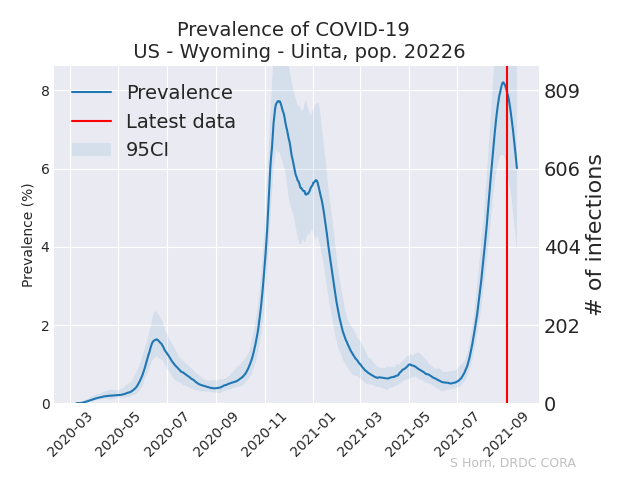 Prevalence of COVID-19
US - Wyoming - Uinta, pop. 20226
Prevalence
Latest data
95CI
Prevalence (%)
8
6
4
2
0
809
606
404
202
0
# of infections
2020-03
2020-05
2020-07
2020-09
2020-11
2021-01
2021-03
2021-05
2021-07
2021-09
S Horn, DRDC CORA